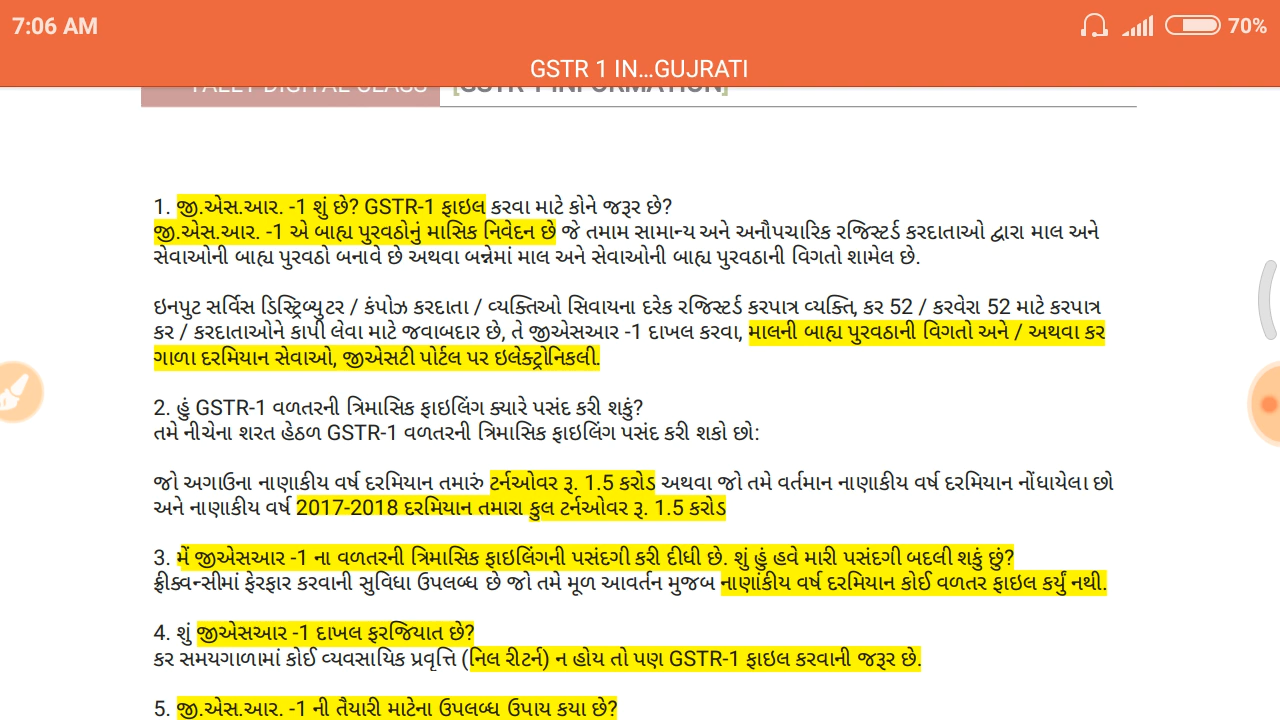 7:06 AM
70%
GSTR 1 IN...GUJRATI
TALLY DIGITAL CLASS [GSTR-1 INFORMATION]
1. જી.એસ.આર. -1 શું છે? GSTR-1 ફાઇલ કરવા માટે કોને જરૂર છે?
જી.એસ.આર. -1 એ બાહ્ય પુરવઠોનું માસિક નિવેદન છે જે તમામ સામાન્ય અને અનૌપચારિક રજિસ્ટર્ડ કરદાતાઓ દ્વારા માલ અને
સેવાઓની બાહ્ય પુરવઠો બનાવે છે અથવા બન્નેમાં માલ અને સેવાઓની બાહ્ય પુરવઠાની વિગતો શામેલ છે.
ઇનપુટ સર્વિસ ડિસ્ટ્રિબ્યુટર / કંપોઝ કરદાતા / વ્યક્તિઓ સિવાયના દરેક રજિસ્ટર્ડ કરપાત્ર વ્યક્તિ, કર 52 / કરવેરા 52 માટે કરપાત્ર
કર / કરદાતાઓને કાપી લેવા માટે જવાબદાર છે, તે જીએસઆર -1 દાખલ કરવા, માલની બાહ્ય પુરવઠાની વિગતો અને / અથવા કર
ગાળા દરમિયાન સેવાઓ, જીએસટી પોર્ટલ પર ઇલેક્ટ્રોનિકલી.
2. હું GSTR-1 વળતરની ત્રિમાસિક ફાઇલિંગ ક્યારે પસંદ કરી શકું?
તમે નીચેના શરત હેઠળ GSTR-1 વળતરની ત્રિમાસિક ફાઇલિંગ પસંદ કરી શકો છો:
જો અગાઉના નાણાકીય વર્ષ દરમિયાન તમારું ટર્નઓવર રૂ. 1.5 કરોડ અથવા જો તમે વર્તમાન નાણાકીય વર્ષ દરમિયાન નોંધાયેલા છો
અને નાણાકીય વર્ષ 2017-2018 દરમિયાન તમારા કુલ ટર્નઓવર રૂ. 1.5 કરોડ
3. મેં જીએસઆર -1 ના વળતરની ત્રિમાસિક ફાઇલિંગની પસંદગી કરી દીધી છે. શું હું હવે મારી પસંદગી બદલી શકું છું?
ફ્રીક્વન્સીમાં ફેરફાર કરવાની સુવિધા ઉપલબ્ધ છે જો તમે મૂળ આવર્તન મુજબ નાણાંકીય વર્ષ દરમિયાન કોઈ વળતર ફાઇલ કર્યું નથી.
4. શું જીએસઆર -1 દાખલ ફરજિયાત છે?
કર સમયગાળામાં કોઈ વ્યવસાયિક પ્રવૃત્તિ (નિલ રીટર્ન) ન હોય તો પણ GSTR-1 ફાઇલ કરવાની જરૂર છે.
5. જી.એસ.આર. -1 ની તૈયારી માટેના ઉપલબ્ધ ઉપાય કયા છે?